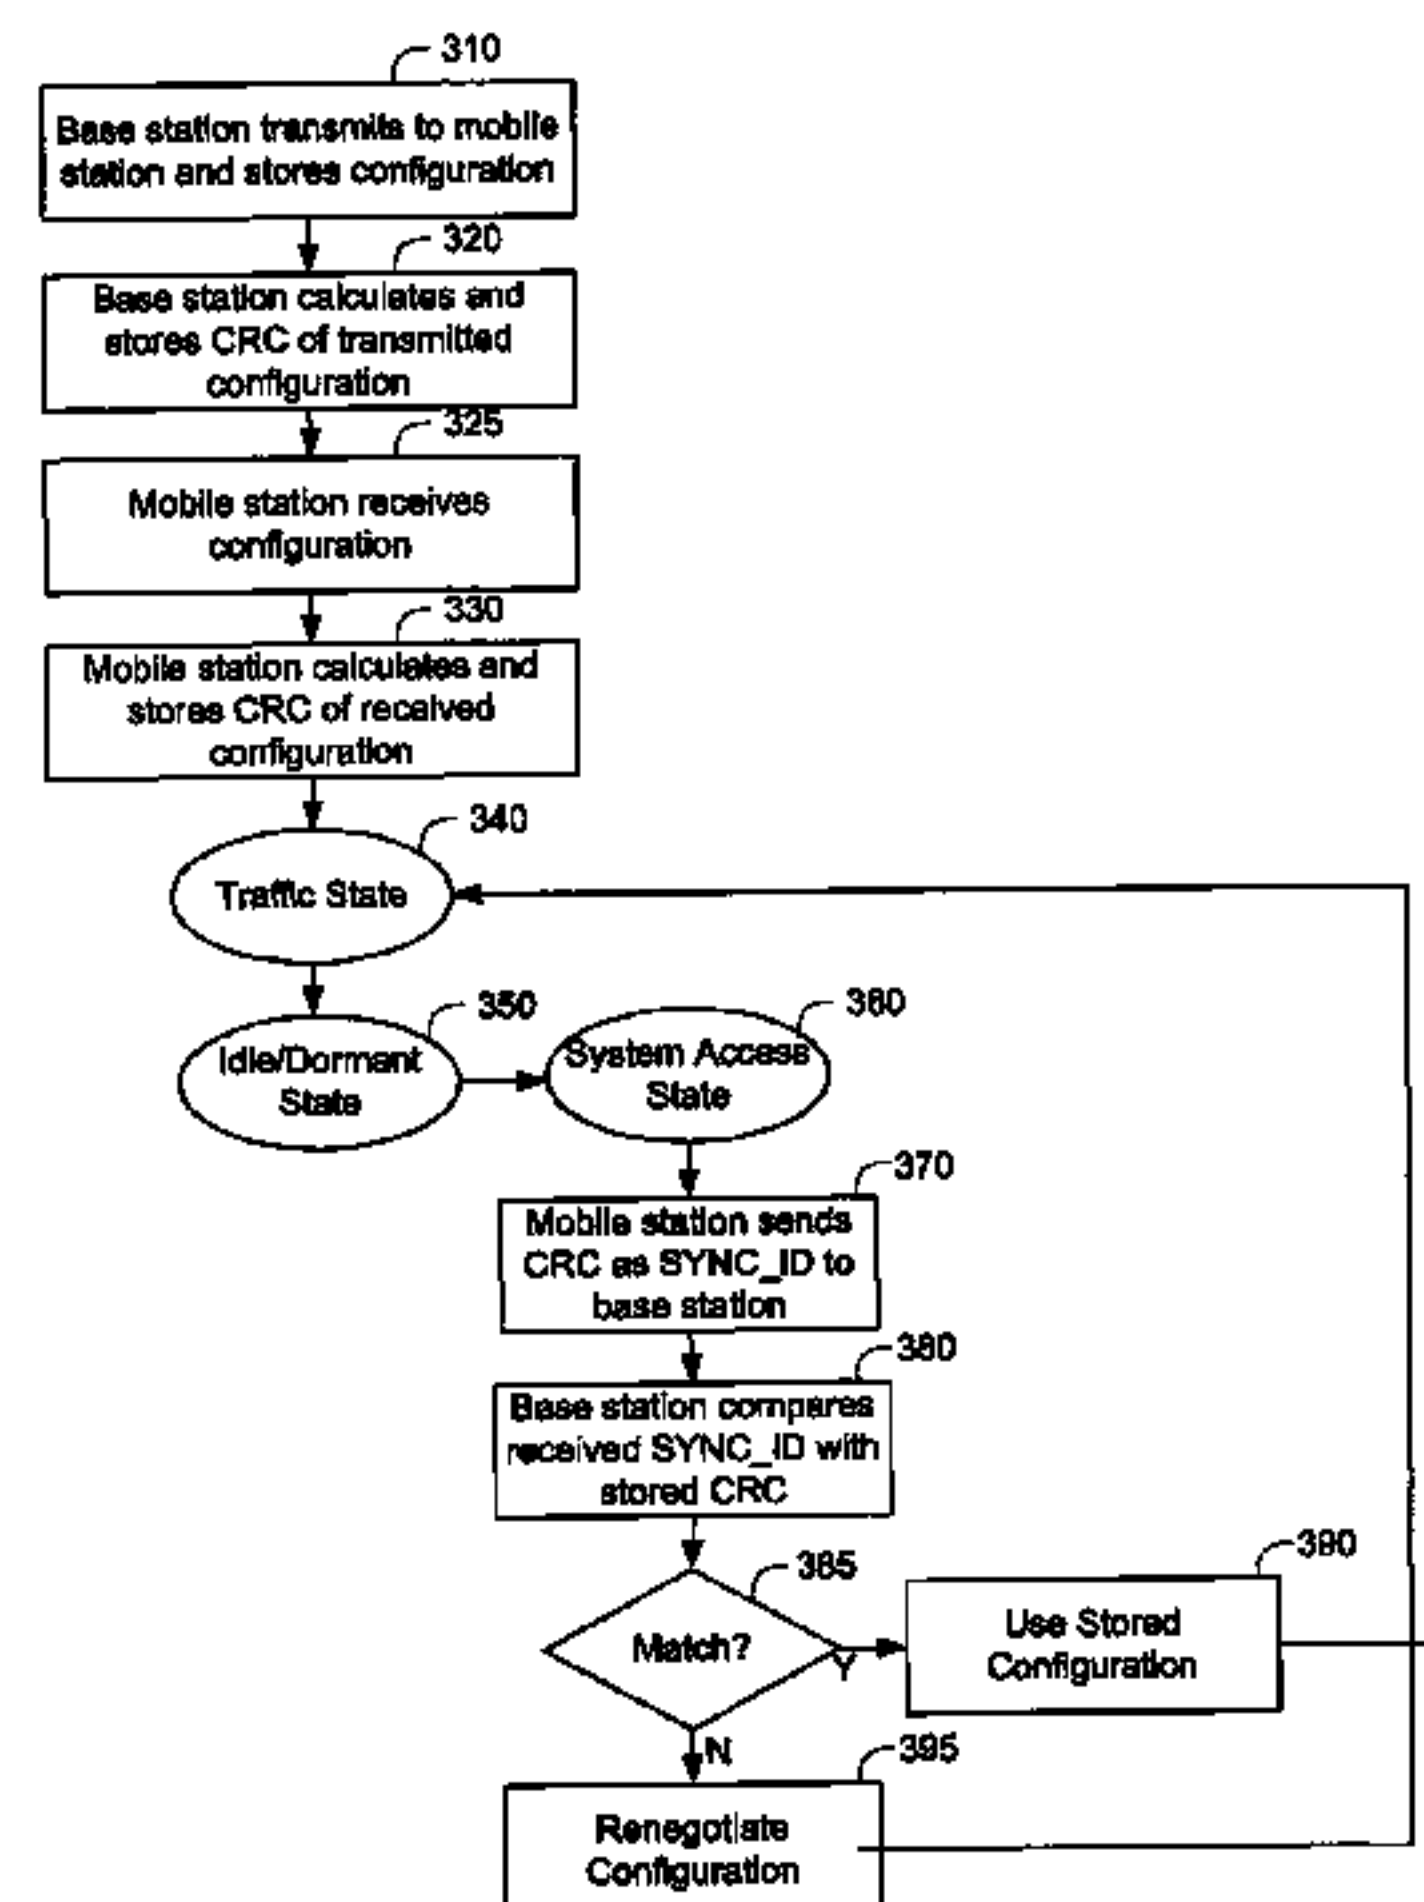 310
Base station transmits to mobile
station and stores configuration
320
Base station calculates and
stores CRC of transmitted
configuration
325
Mobile station receives
configuration
330
Mobile station calculates and
stores CRC of received
configuration
340
Traffic State
350
Idle/Dormant
State
360
System Access
State
370
Mobile station sends
CRC as SYNC_ID to
base station
380
Base station compares
received SYNC_ID with
stored CRC
385
Match?
Y
390
Use Stored
Configuration
N
395
Renegotiate
Configuration